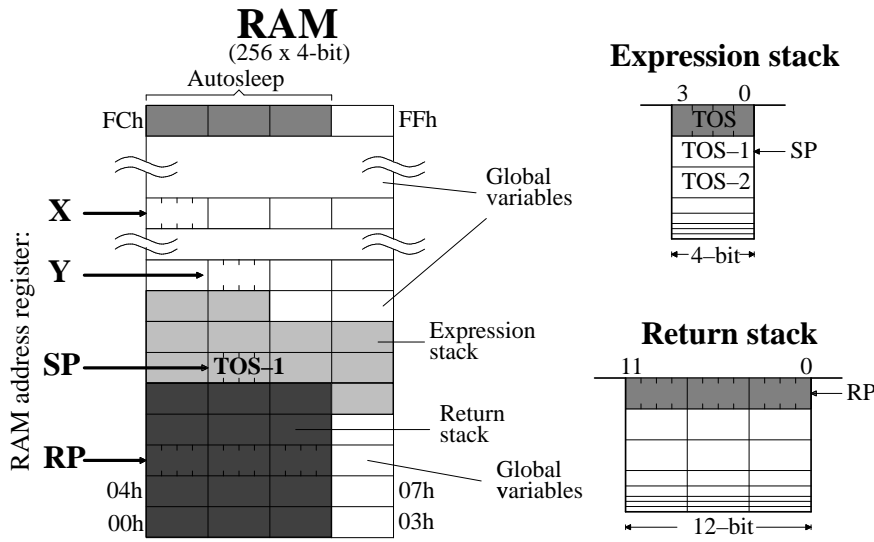 RAM
(256 x 4-bit)
Autosleep
FCh
FFh
Global
variables
X
Y
RAM address register:
Expression
stack
SP
TOS–1
Return
stack
RP
Global
variables
04h
07h
00h
03h
Expression stack
3 0
TOS
TOS–1
SP
TOS–2
4–bit
Return stack
11 0
RP
12–bit